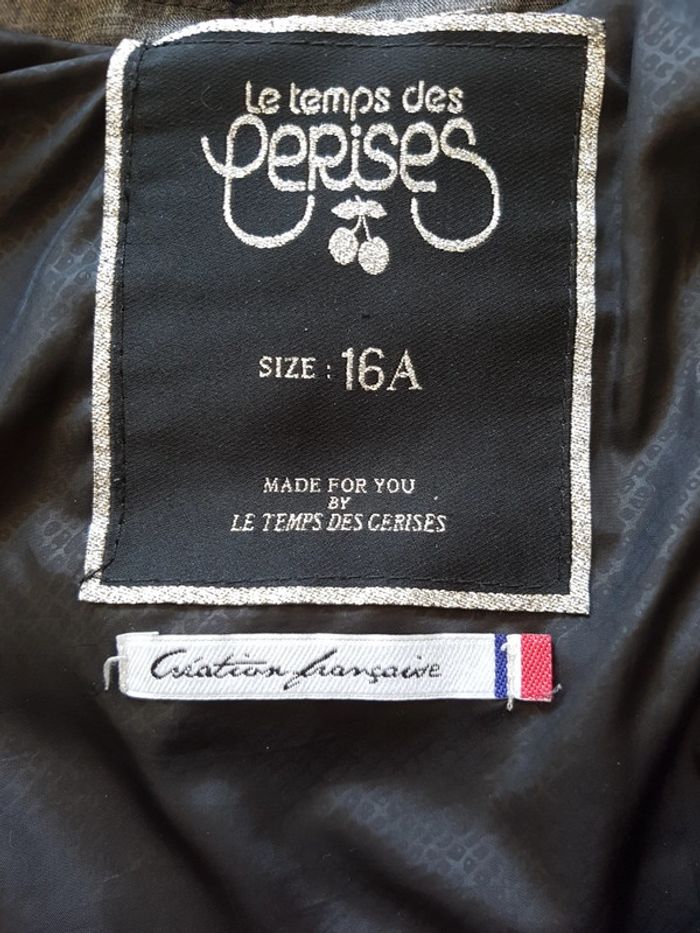 Le temps des
CeRiseS
SIZE : 16A
MADE FOR YOU
BY
LE TEMPS DES CERISES
Création française